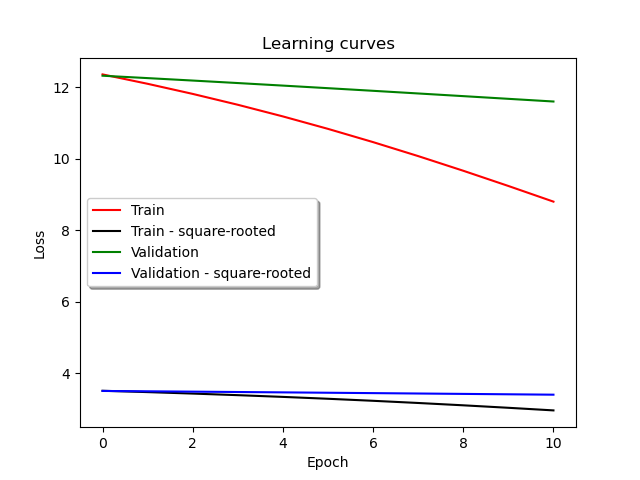 Learning curves
12
10
8
6
4
Loss
Train
Train - square-rooted
Validation
Validation - square-rooted
0 2 4 6 8 10
Epoch